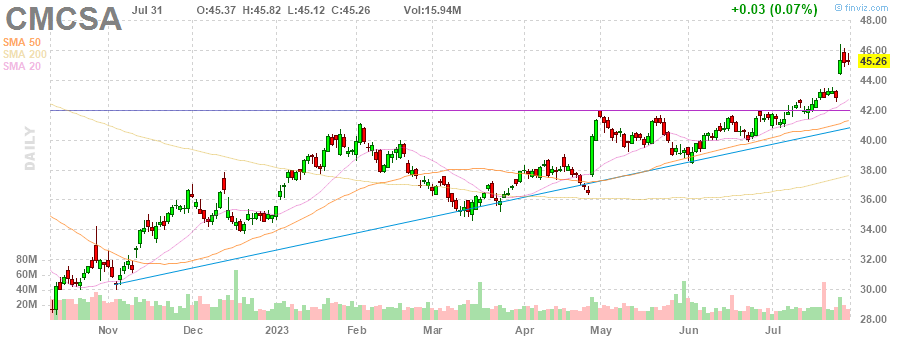 CMCSA Jul 31 O:45.37 H:45.82 L:45.12 C:45.26 Vol:15.94M +0.03 (0.07%) © finviz.com
SMA 50
SMA 200
SMA 20
DAILY
48.00
46.00
45.26
44.00
42.00
40.00
38.00
36.00
34.00
80M 32.00
60M
40M 30.00
20M
28.00
Nov Dec 2023 Feb Mar Apr May Jun Jul